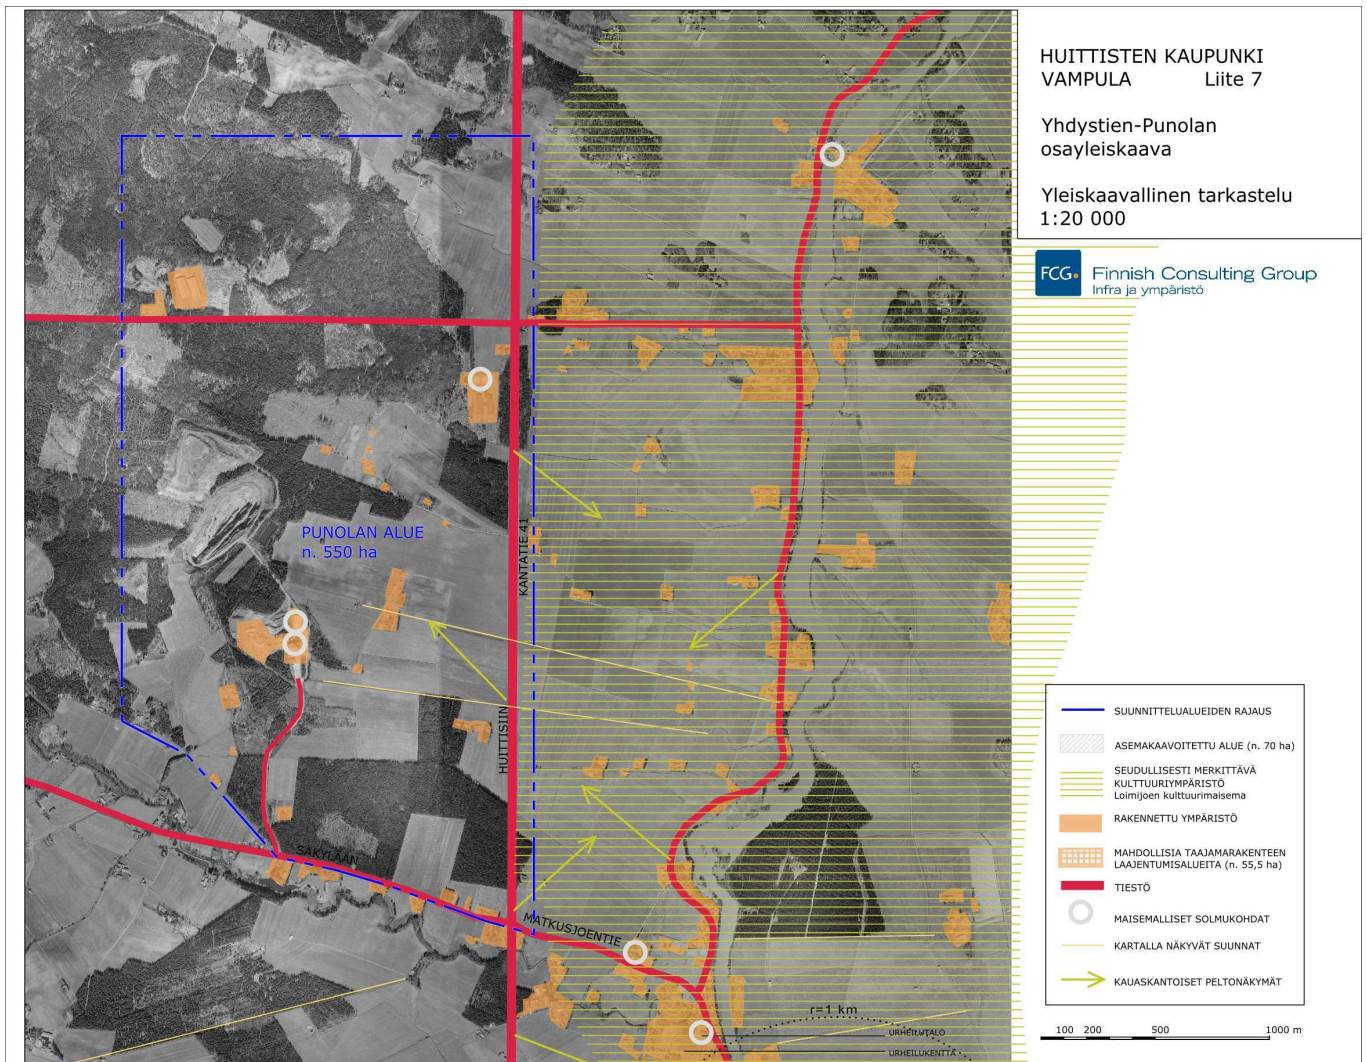 HUITTISTEN KAUPUNKI
VAMPULA Liite 7
Yhdystien-Punolan
osayleiskaava
Yleiskaavallinen tarkastelu
1:20 000
FCG. Finnish Consulting Group
Infra ja ympäristö
PUNOLAN ALUE
n. 550 ha
KANTATIE 41
HUITTISIIN
SÄKYLÄÄN
MATKUSJOENTIE
r=1 km
URHEILUTALO
URHEILUKENTTÄ
SUUNNITTELUALUEIDEN RAJAUS
ASEMAKAAVOITETTU ALUE (n. 70 ha)
SEUDULLISESTI MERKITTÄVÄ
KULTTUURIYMPÄRISTÖ
Loimijoen kulttuurimaisema
RAKENNETTU YMPÄRISTÖ
MAHDOLLISIA TAAJAMARAKENTEEN
LAAJENTUMISALUEITA (n. 55,5 ha)
TIESTÖ
MAISEMALLISET SOLMUKOHDAT
KARTALLA NÄKYVÄT SUUNNAT
KAUASKANTOISET PELTONÄKYMÄT
100 200 500 1000 m